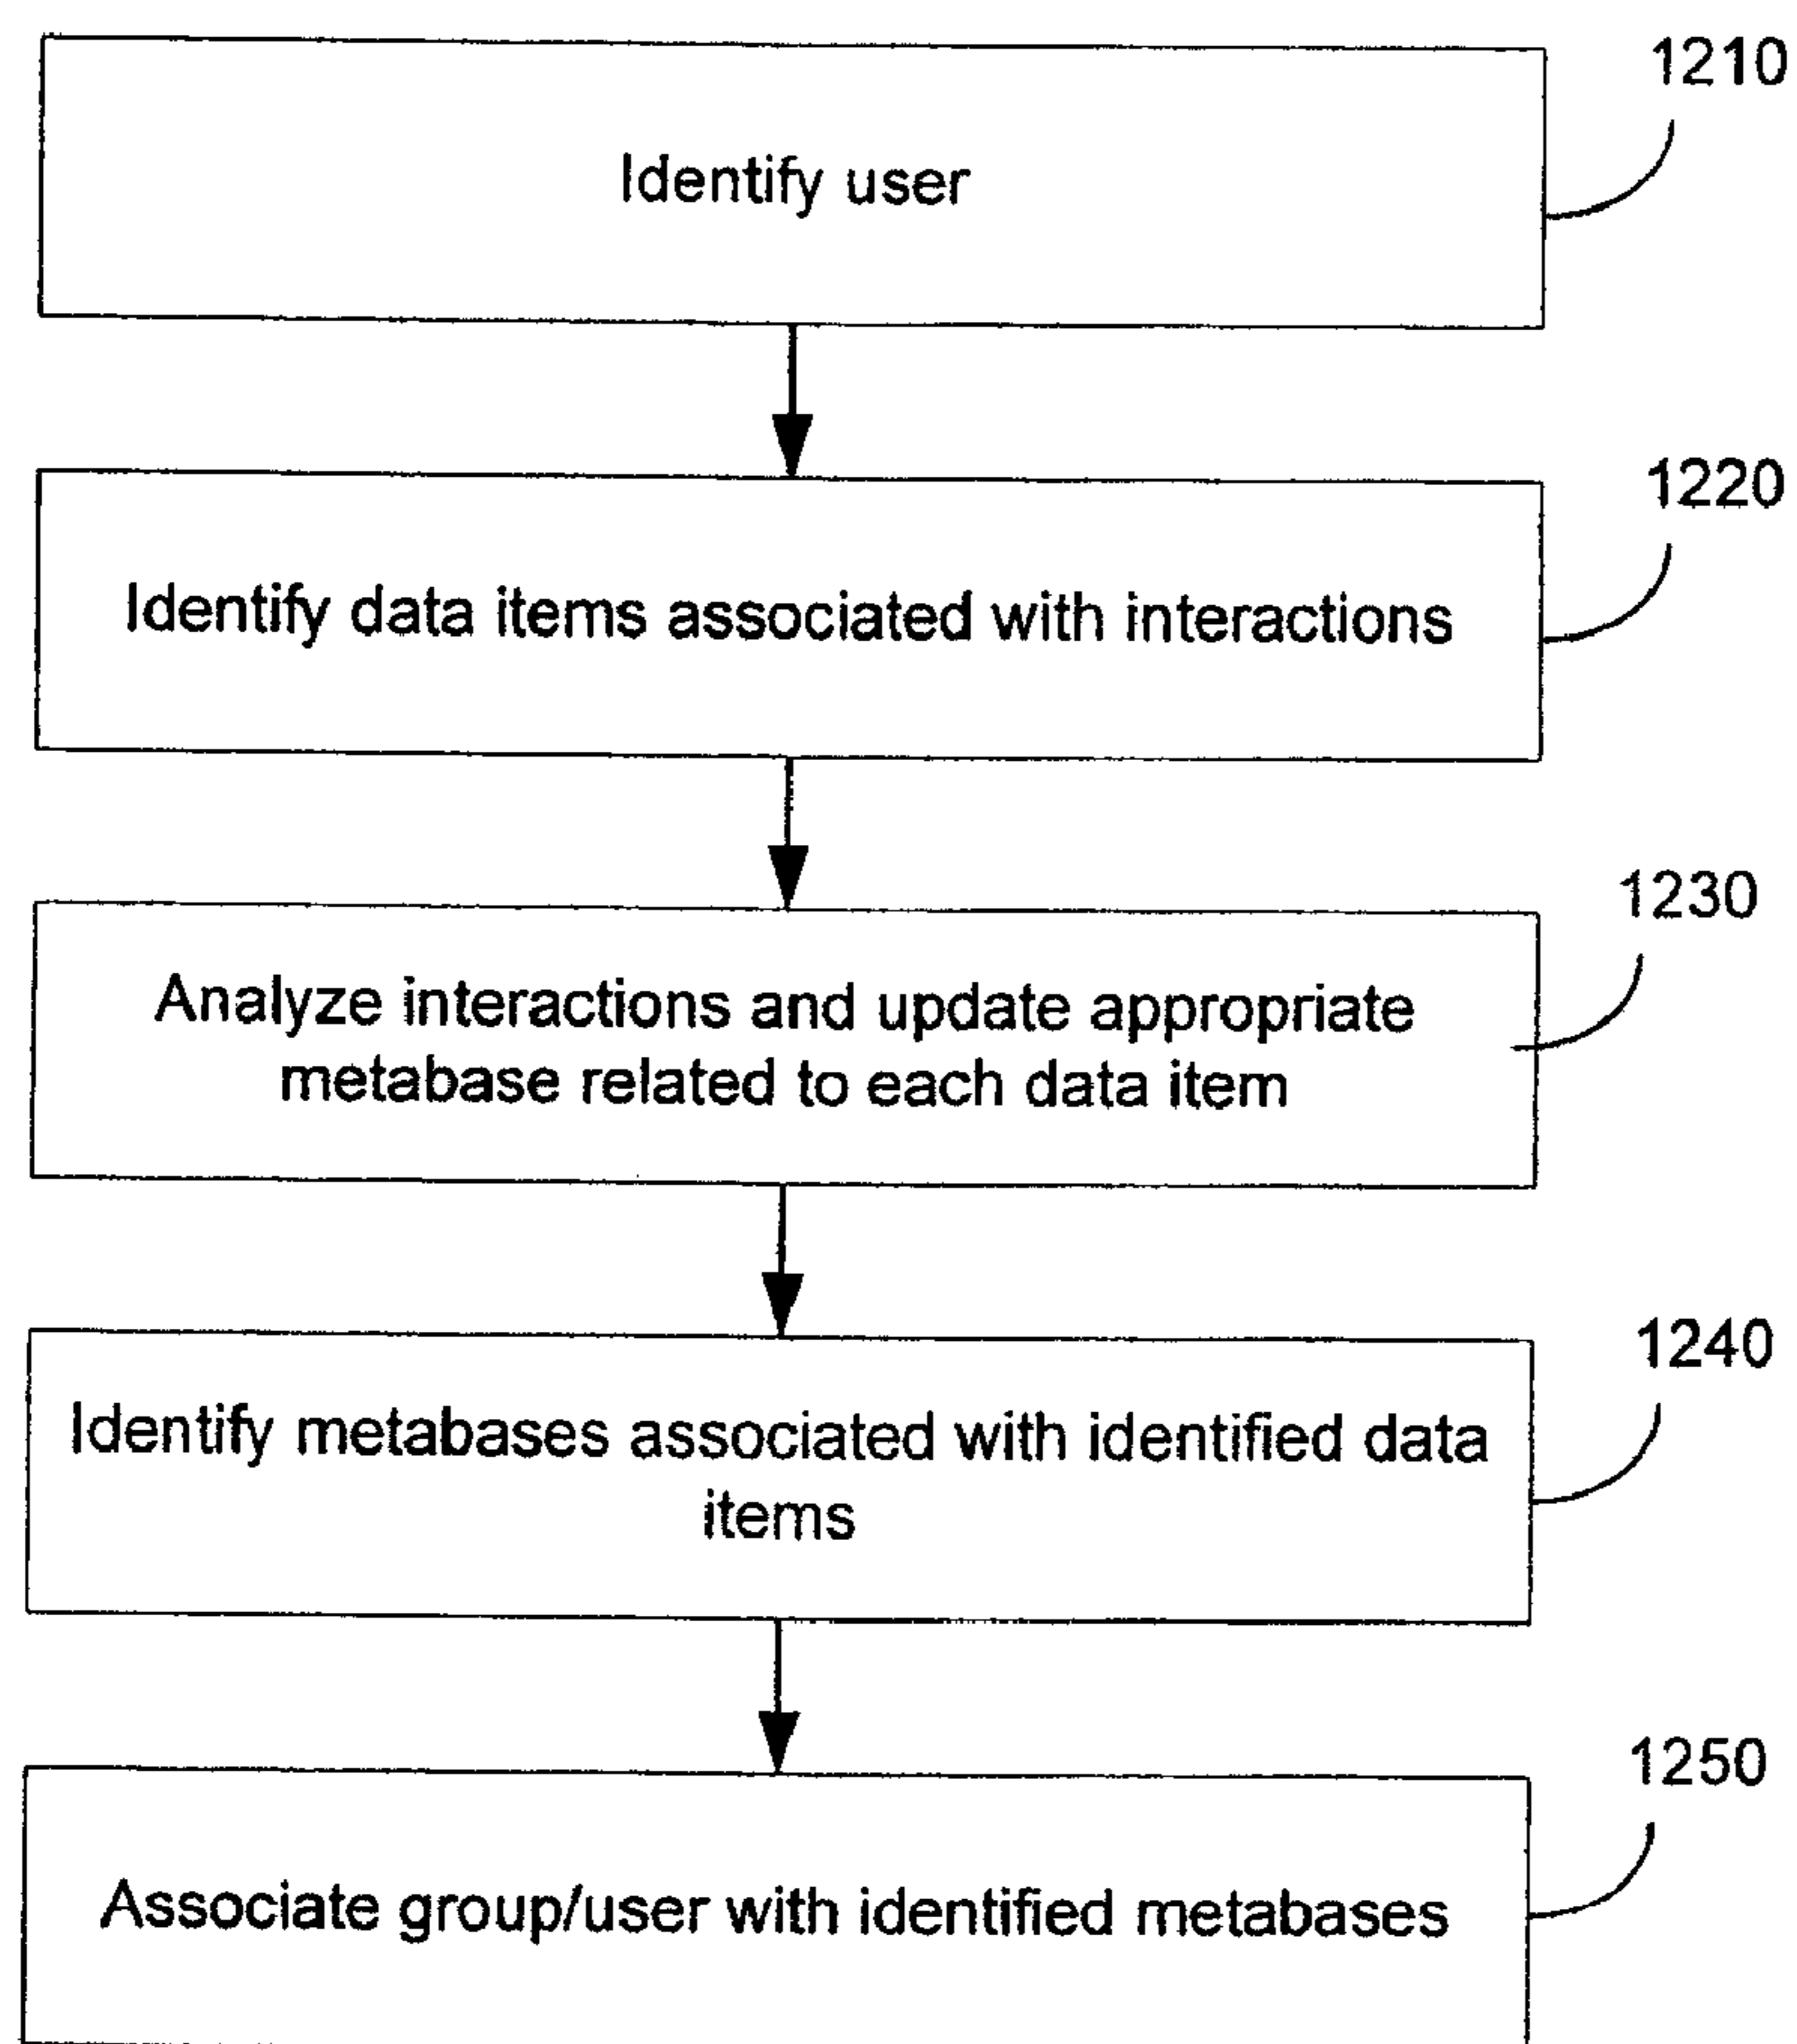 1210
Identify user
1220
Identify data items associated with interactions
1230
Analyze interactions and update appropriate
metabase related to each data item
1240
Identify metabases associated with identified data
items
1250
Associate group/user with identified metabases